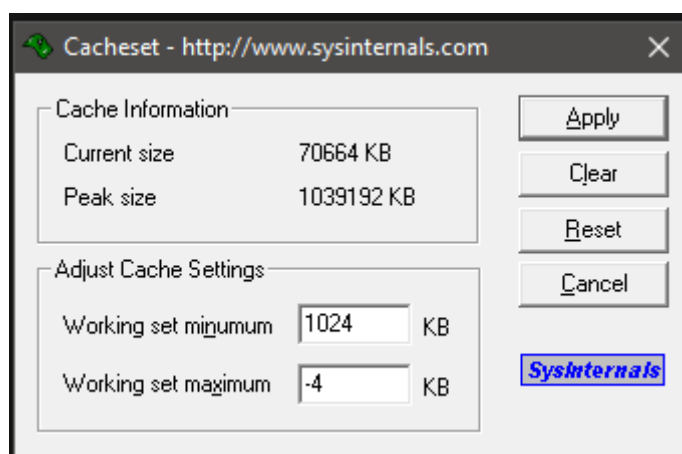 Cacheset - http://www.sysinternals.com
Cache Information
Current size 70664 KB
Peak size 1039192 KB
Adjust Cache Settings
Working set minumum 1024 KB
Working set maximum -4 KB
Apply
Clear
Reset
Cancel
SysInternals